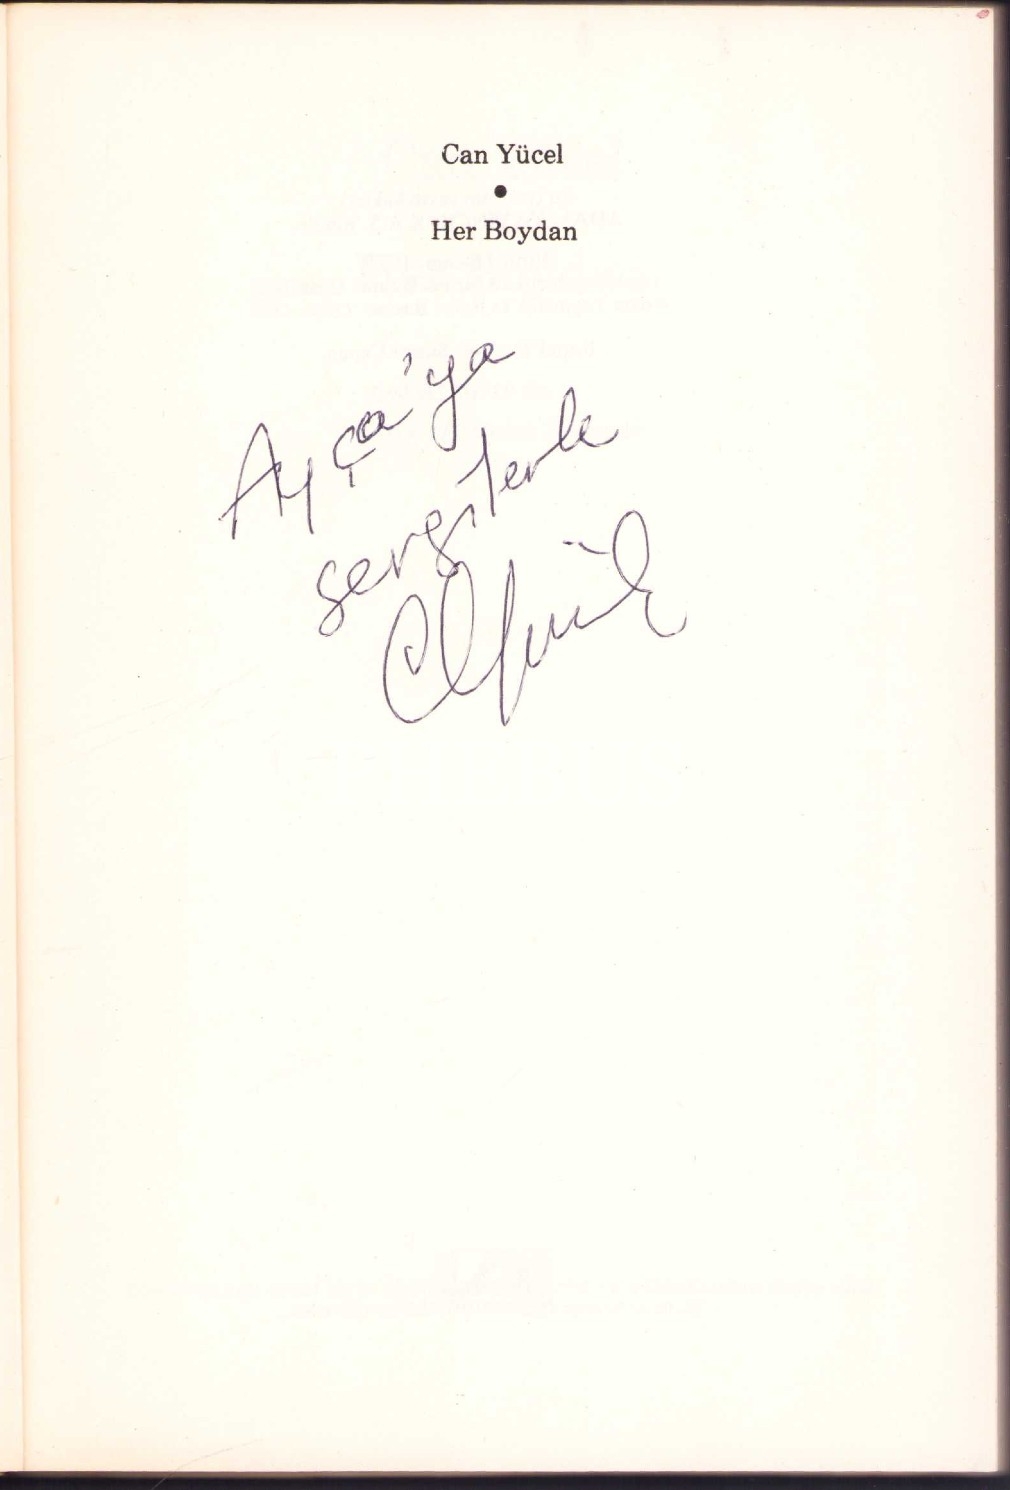 Can Yücel
●
Her Boydan
Ayça'ya
sevgilerle